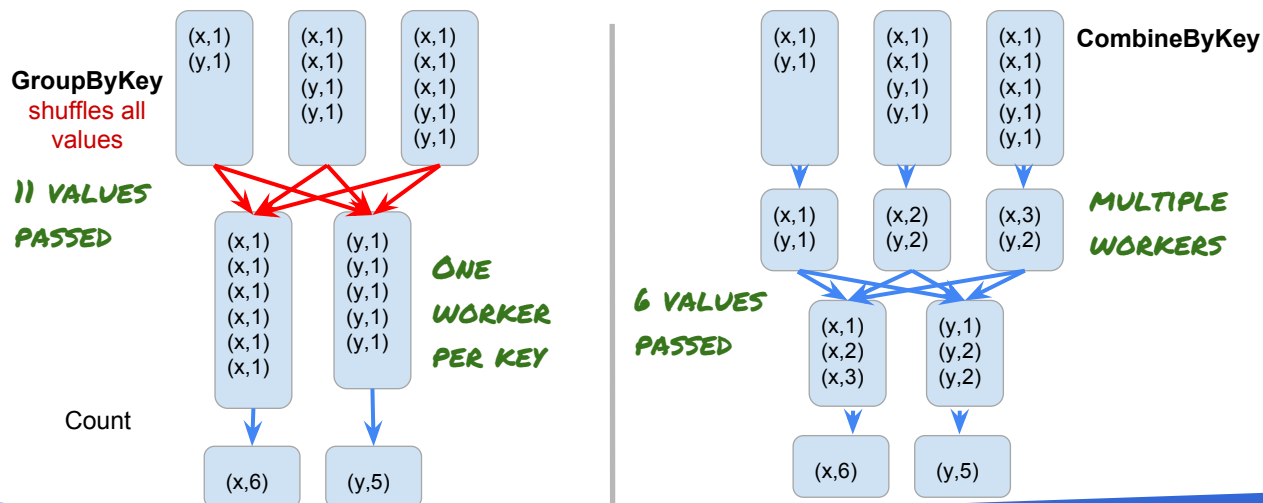 GroupByKey
shuffles all
values
11 VALUES
PASSED
(x,1)
(y,1)
(x,1)
(x,1)
(y,1)
(y,1)
(x,1)
(x,1)
(x,1)
(y,1)
(y,1)
(x,1)
(x,1)
(x,1)
(x,1)
(x,1)
(x,1)
(y,1)
(y,1)
(y,1)
(y,1)
(y,1)
ONE
WORKER
PER KEY
Count
(x,6)
(y,5)
CombineByKey
(x,1)
(y,1)
(x,1)
(x,1)
(y,1)
(y,1)
(x,1)
(x,1)
(x,1)
(y,1)
(y,1)
(x,1)
(y,1)
(x,2)
(y,2)
(x,3)
(y,2)
MULTIPLE
WORKERS
6 VALUES
PASSED
(x,1)
(x,2)
(x,3)
(y,1)
(y,2)
(y,2)
(x,6)
(y,5)